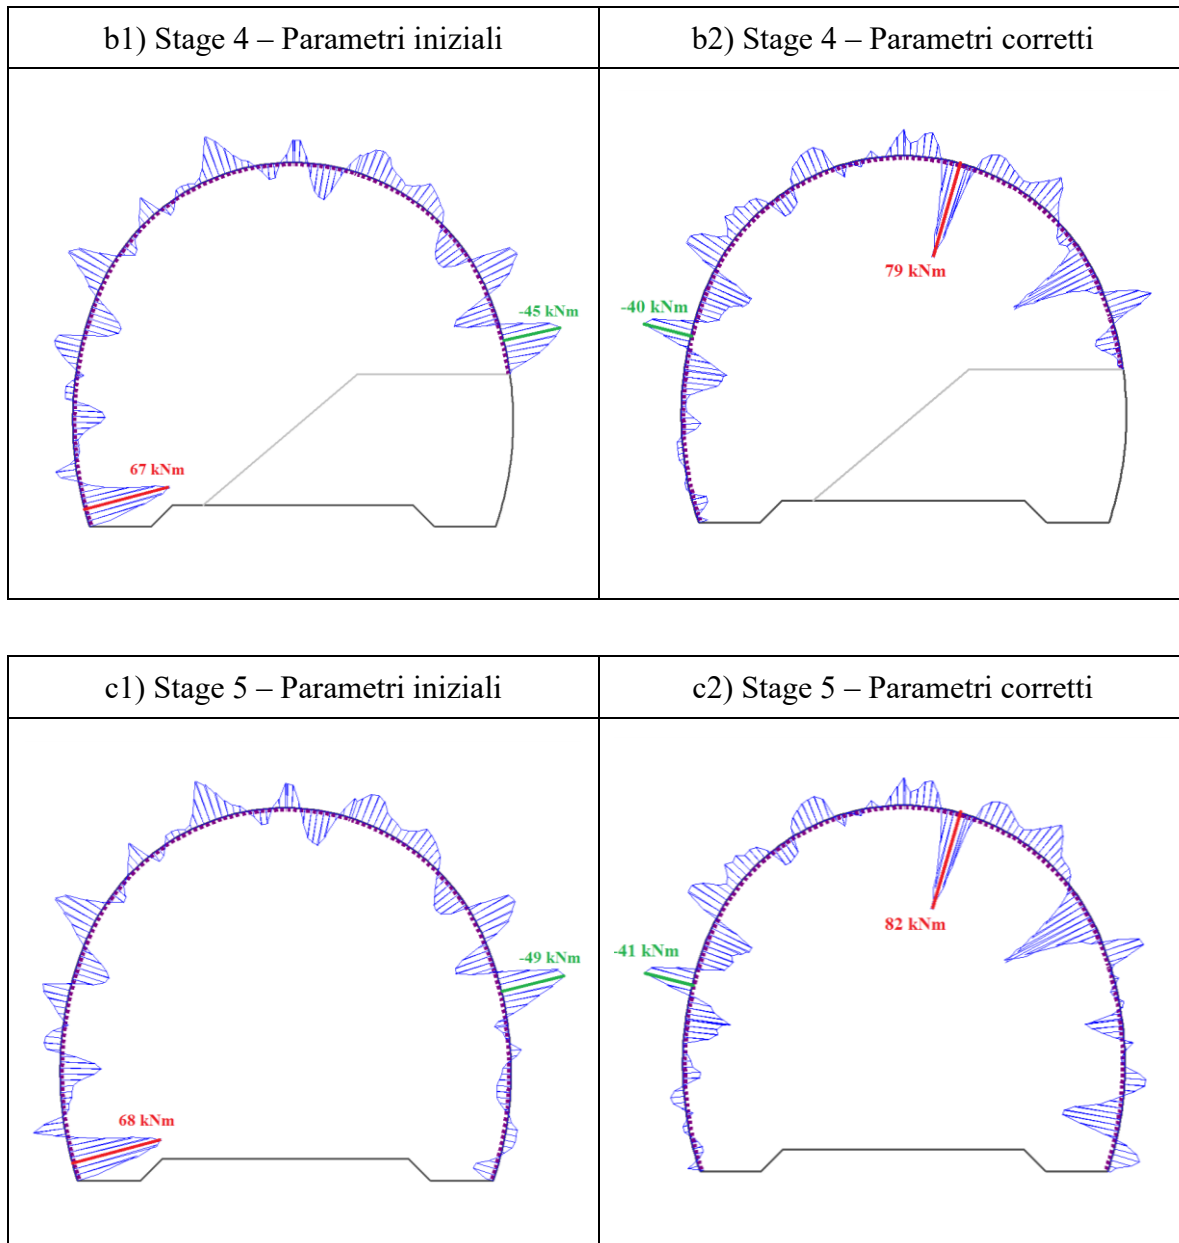 b1) Stage 4 – Parametri iniziali
b2) Stage 4 – Parametri corretti
-45 kNm
67 kNm
79 kNm
-40 kNm
c1) Stage 5 – Parametri iniziali
c2) Stage 5 – Parametri corretti
-49 kNm
68 kNm
82 kNm
-41 kNm